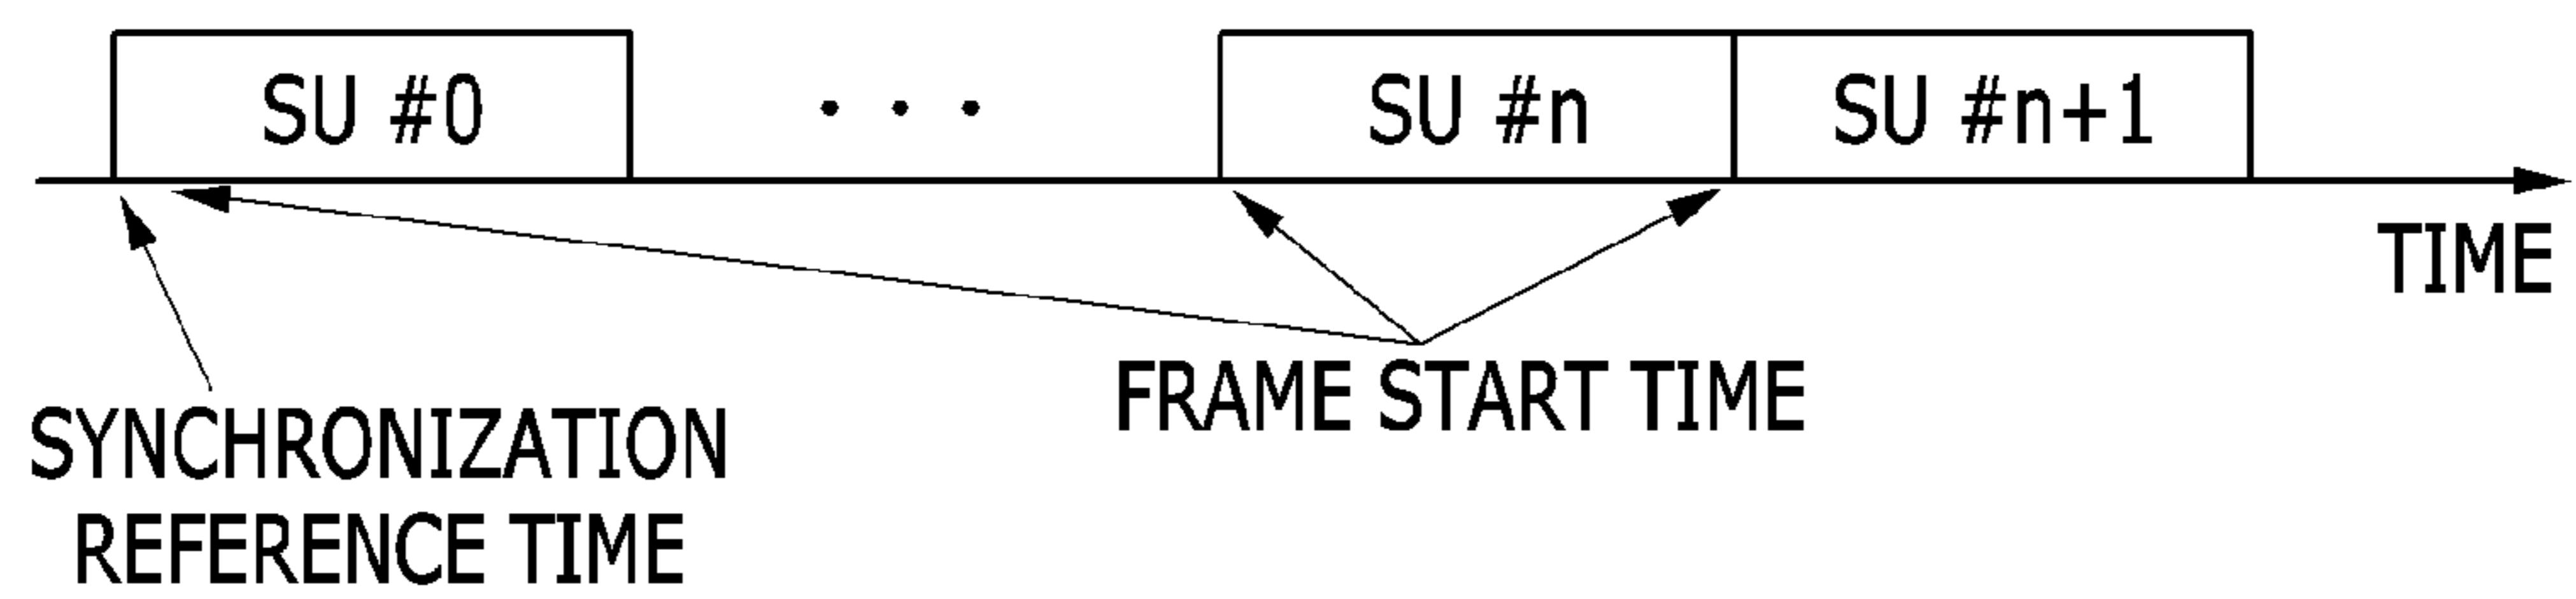 SU #0
. . .
SU #n
SU #n+1
TIME
FRAME START TIME
SYNCHRONIZATION
REFERENCE TIME